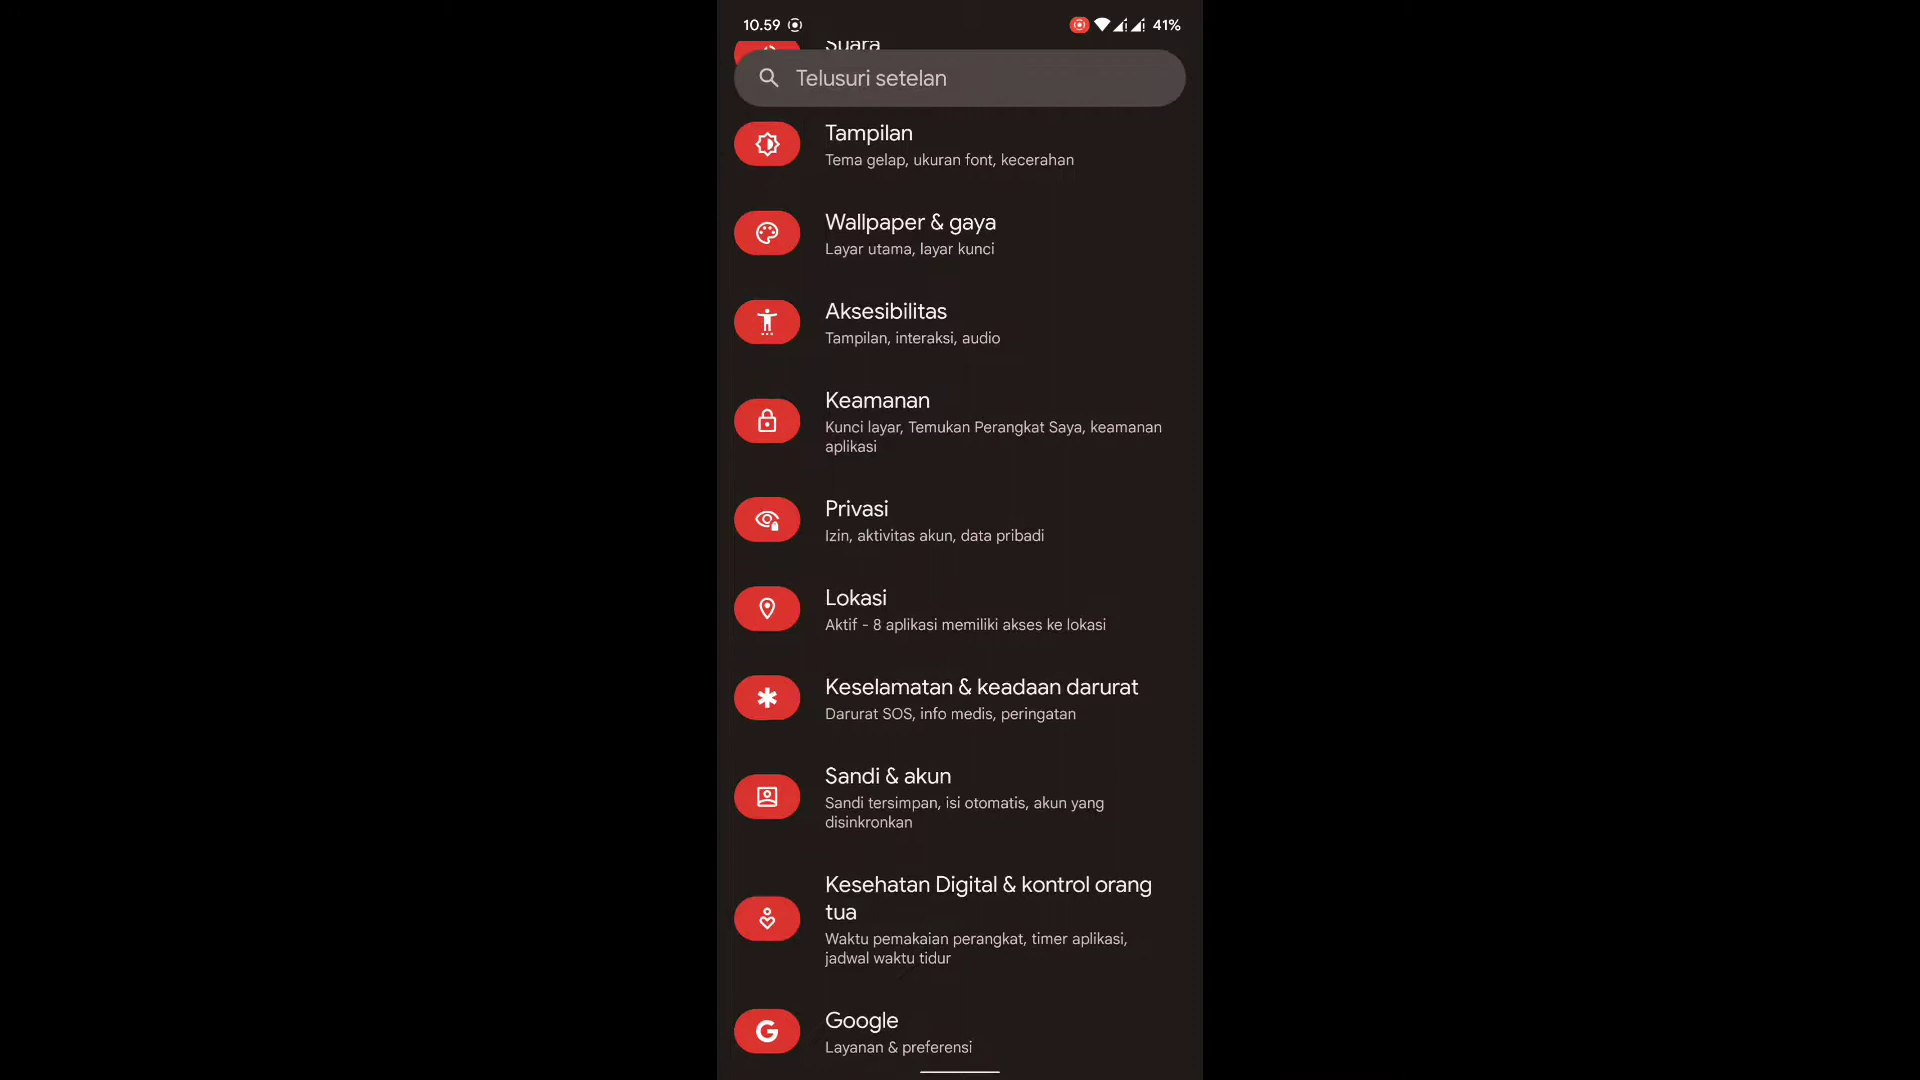 10.59
41%
Suara
Telusuri setelan
Tampilan
Tema gelap, ukuran font, kecerahan
Wallpaper & gaya
Layar utama, layar kunci
Aksesibilitas
Tampilan, interaksi, audio
Keamanan
Kunci layar, Temukan Perangkat Saya, keamanan
aplikasi
Privasi
Izin, aktivitas akun, data pribadi
Lokasi
Aktif - 8 aplikasi memiliki akses ke lokasi
Keselamatan & keadaan darurat
Darurat SOS, info medis, peringatan
Sandi & akun
Sandi tersimpan, isi otomatis, akun yang
disinkronkan
Kesehatan Digital & kontrol orang
tua
Waktu pemakaian perangkat, timer aplikasi,
jadwal waktu tidur
Google
Layanan & preferensi